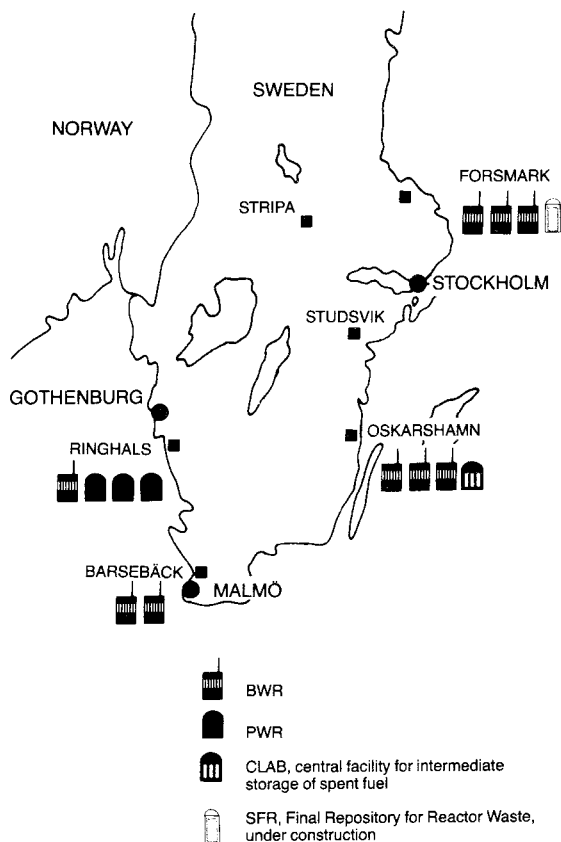 SWEDEN
NORWAY
FORSMARK
STRIPA
STOCKHOLM
STUDSVIK
GOTHENBURG
OSKARSHAMN
RINGHALS
BARSEBÄCK
MALMÖ
BWR
PWR
CLAB, central facility for intermediate
storage of spent fuel
SFR, Final Repository for Reactor Waste,
under construction